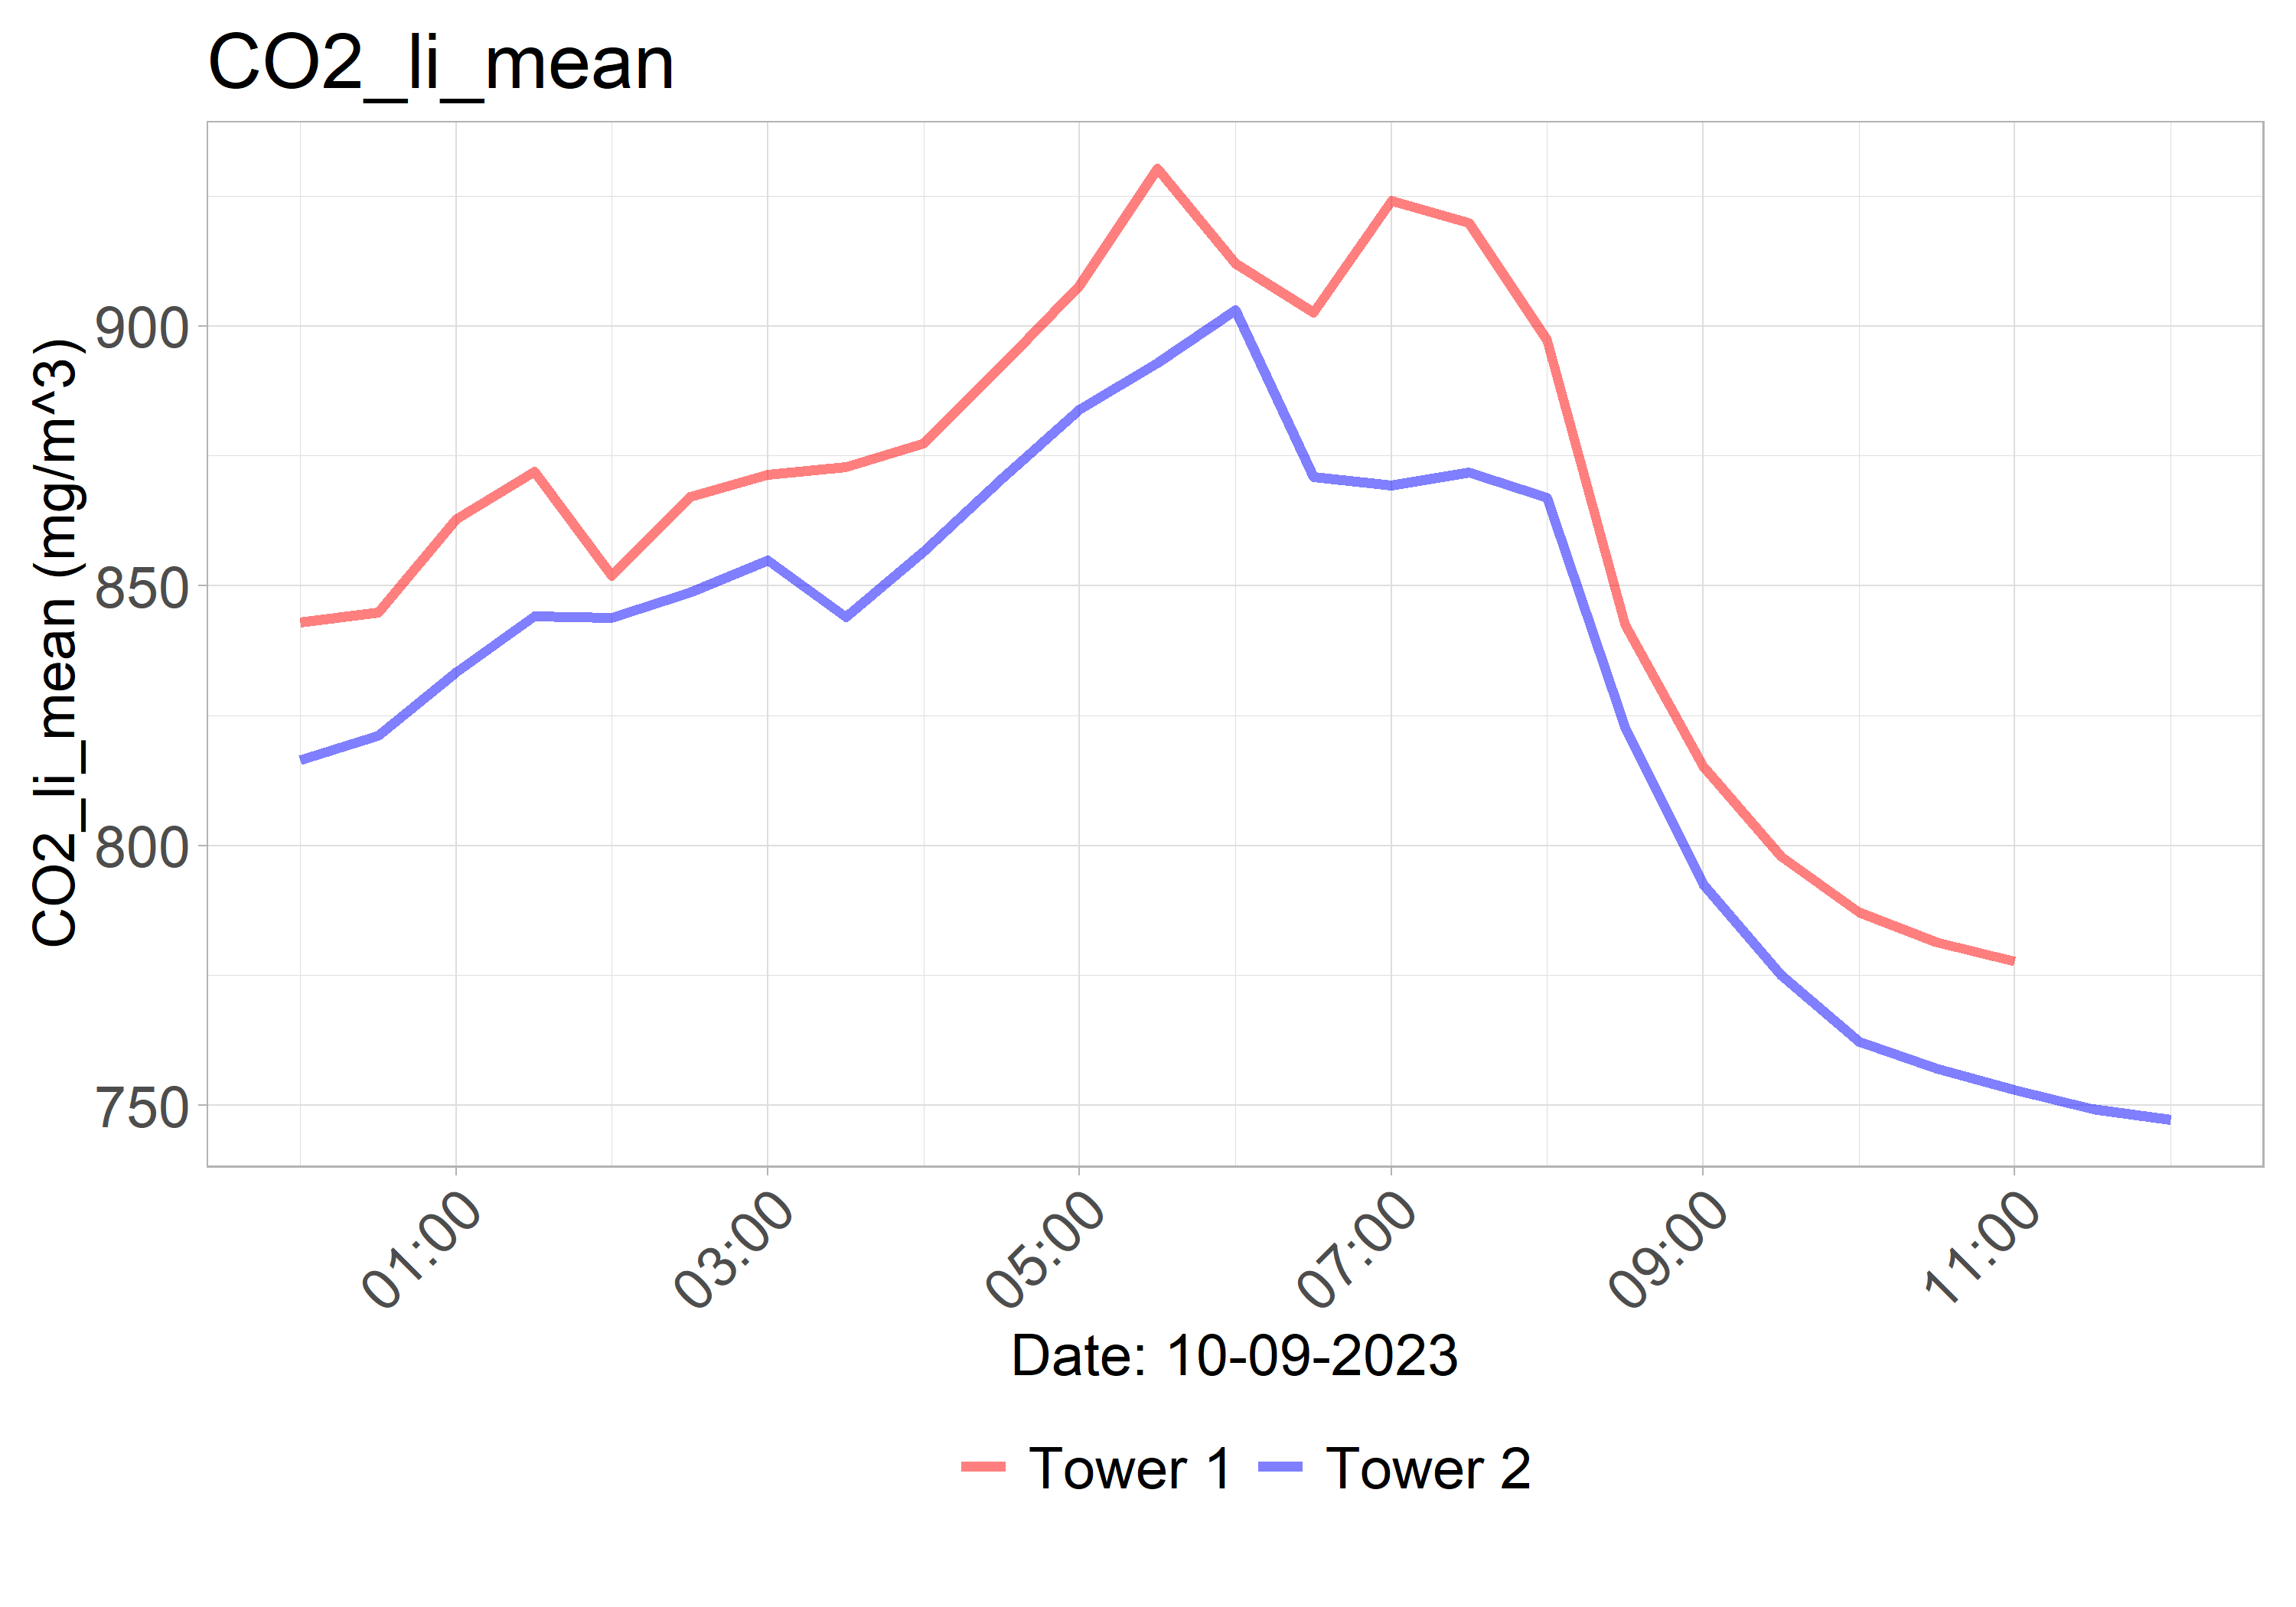 CO2_li_mean
CO2_li_mean (mg/m^3)
900
850
800
750
01:00
03:00
05:00
07:00
09:00
11:00
Date: 10-09-2023
Tower 1
Tower 2